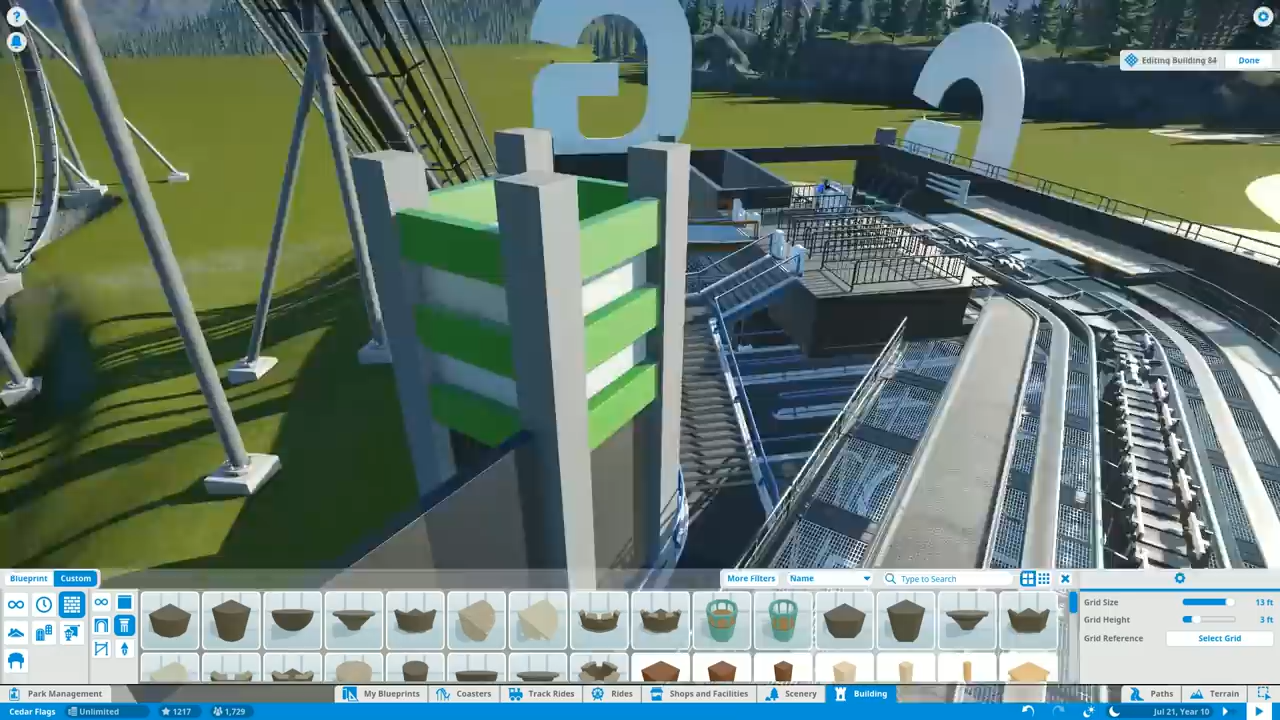 ?
Editing Building 84
Done
G
Blueprint
Custom
More Filters
Name
Type to Search
Grid Size
13 ft
Grid Height
3 ft
Grid Reference
Select Grid
Park Management
My Blueprints
Coasters
Track Rides
Rides
Shops and Facilities
Scenery
Building
Paths
Terrain
Cedar Flags
Unlimited
1217
1,729
Jul 21, Year 10